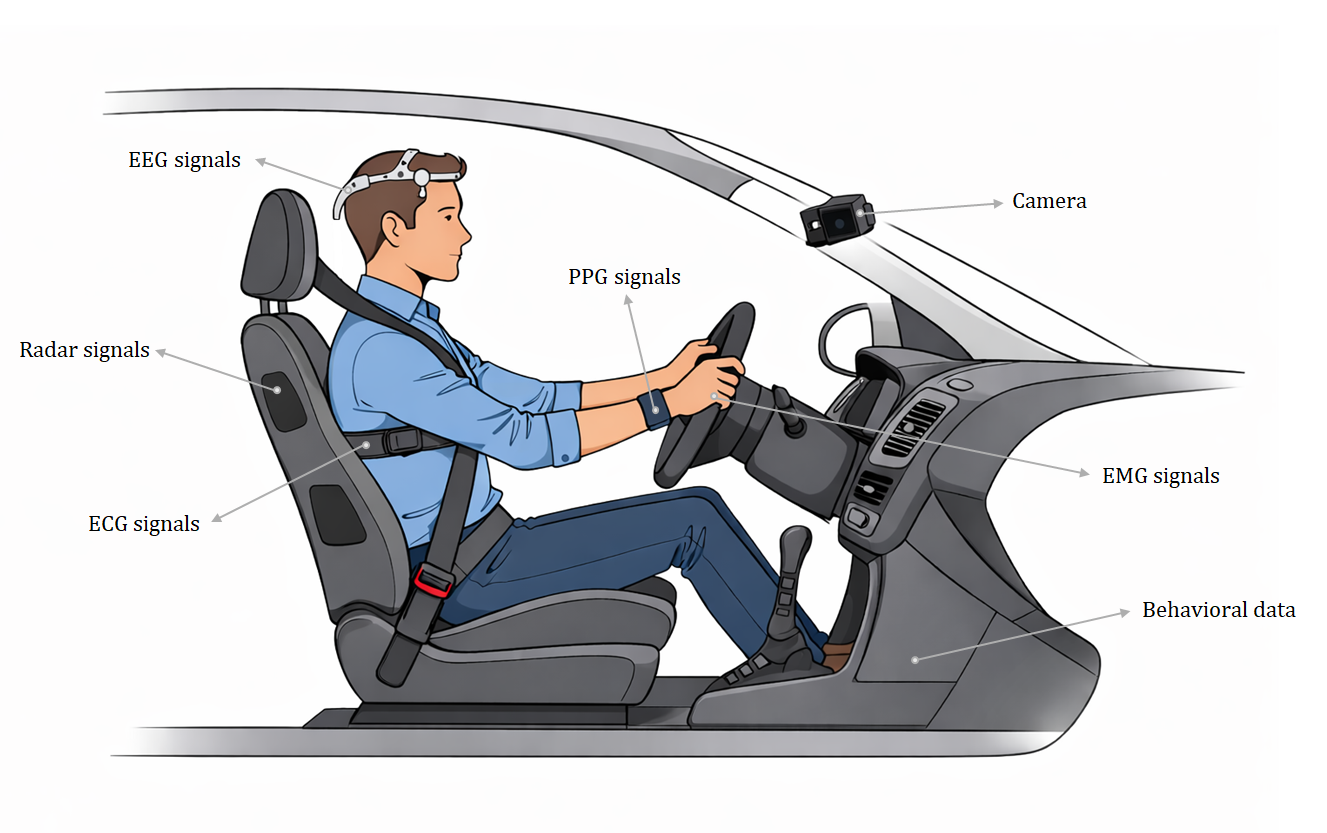 EEG signals
Camera
PPG signals
Radar signals
EMG signals
ECG signals
Behavioral data